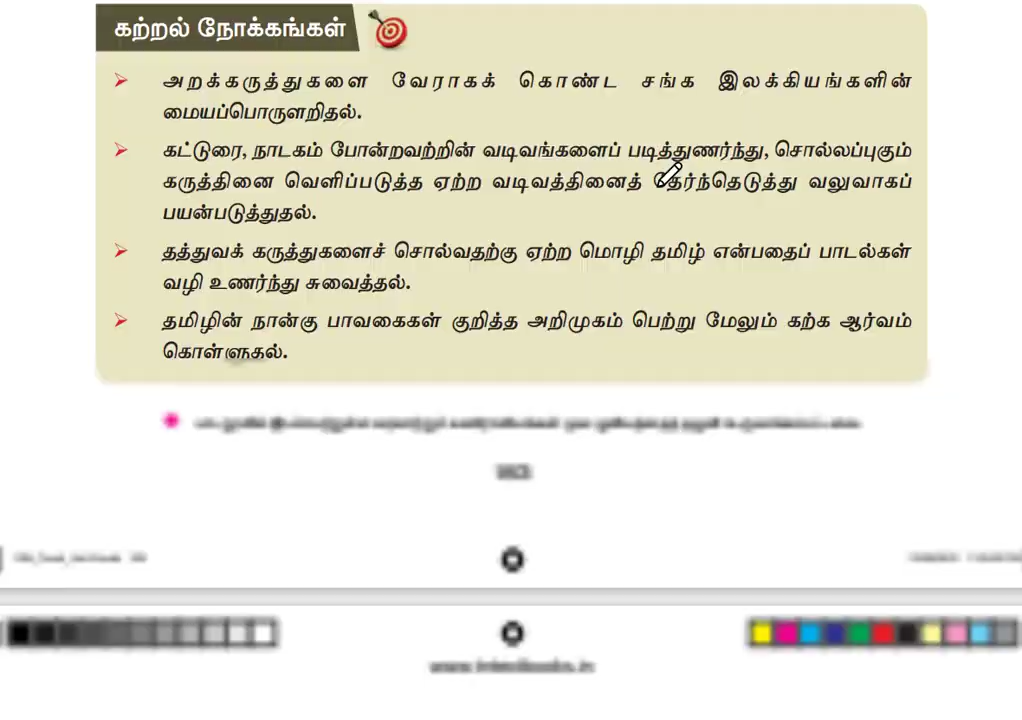 கற்றல் நோக்கங்கள்
அறக்கருத்துகளை வேராகக் கொண்ட சங்க இலக்கியங்களின்
மையப்பொருளறிதல்.
கட்டுரை, நாடகம் போன்றவற்றின் வடிவங்களைப் படித்துணர்ந்து, சொல்லப்புகும்
கருத்தினை வெளிப்படுத்த ஏற்ற வடிவத்தினைத் தேர்ந்தெடுத்து வலுவாகப்
பயன்படுத்துதல்.
தத்துவக் கருத்துகளைச் சொல்வதற்கு ஏற்ற மொழி தமிழ் என்பதைப் பாடல்கள்
வழி உணர்ந்து சுவைத்தல்.
தமிழின் நான்கு பாவகைகள் குறித்த அறிமுகம் பெற்று மேலும் கற்க ஆர்வம்
கொள்ளுதல்.